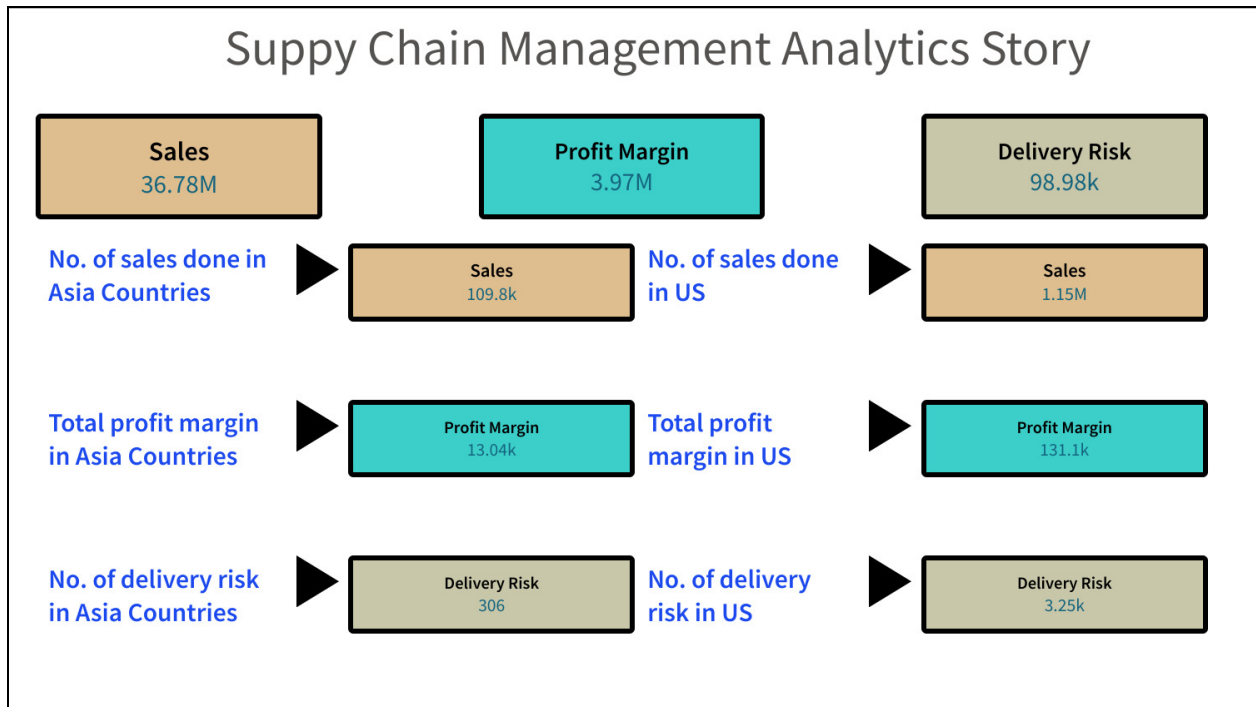 Suppy Chain Management Analytics Story
Sales
36.78M
Profit Margin
3.97M
Delivery Risk
98.98k
No. of sales done in
Asia Countries
Sales
109.8k
No. of sales done
in US
Sales
1.15M
Total profit margin
in Asia Countries
Profit Margin
13.04k
Total profit
margin in US
Profit Margin
131.1k
No. of delivery risk
in Asia Countries
Delivery Risk
306
No. of delivery
risk in US
Delivery Risk
3.25k